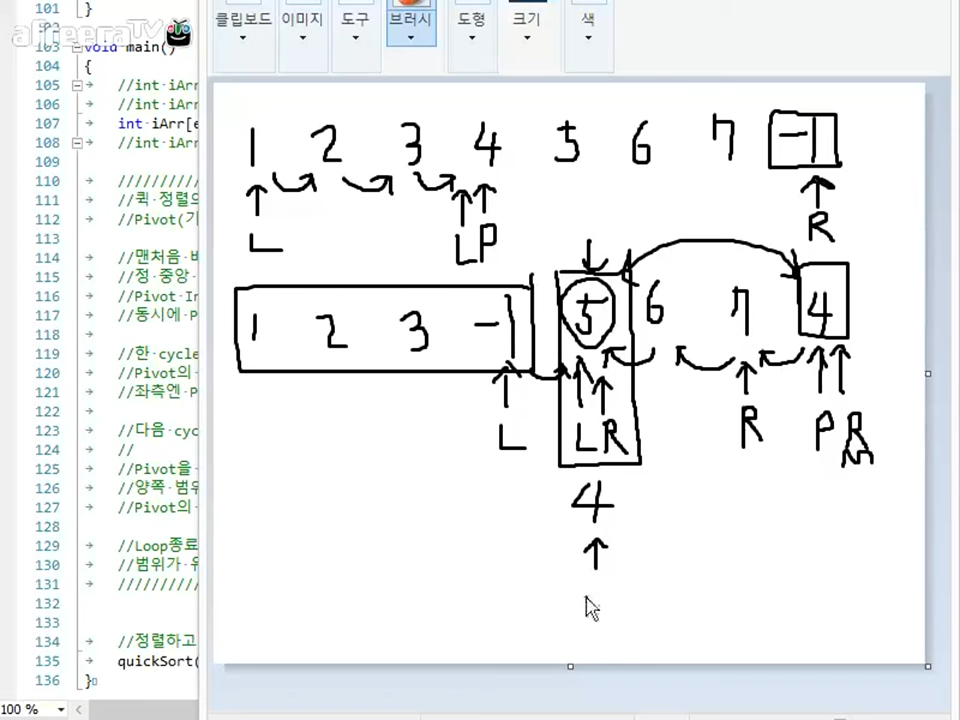 101 }
afreecaTV
클립보드 이미지 도구 브러시 도형 크기 색
103 void main()
104 {
105 //int iArr
106 //int iArr
107 int iArr[e
108 //int iArr
109
110 //////////
111 //퀵 정렬의
112 //Pivot(기
113
114 //맨처음 비
115 //정 중앙
116 //Pivot In
117 //동시에 P
118
119 //한 cycle
120 //Pivot의
121 //좌측엔 P
122
123 //다음 cyc
124 //
125 //Pivot을
126 //양쪽 범위
127 //Pivot의
128
129 //Loop종료
130 //범위가 유
131 //////////
132
133
134 //정렬하고
135 quickSort(
136 }
100 %
1 2 3 4 5 6 7 -1
L L P R
1 2 3 -1 5 6 7 4
L L R R P R
4